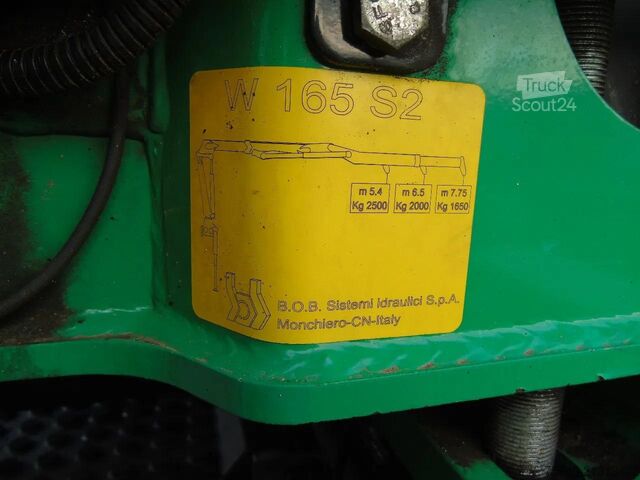 Truck
Scout24
W 165 S2
m 5.4 m 6.5 m 7.75
Kg 2500 Kg 2000 Kg 1650
B.O.B. Sistemi Idraulici S.p.A.
Monchiero-CN-Italy